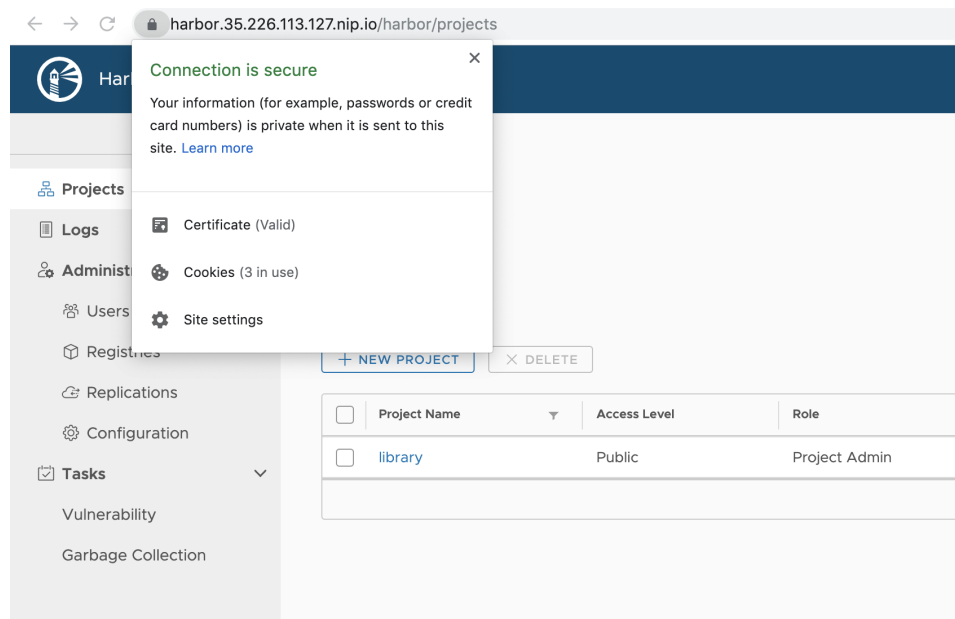 harbor.35.226.113.127.nip.io/harbor/projects
Har
Connection is secure
Your information (for example, passwords or credit
card numbers) is private when it is sent to this
site. Learn more
Certificate (Valid)
Cookies (3 in use)
Site settings
Projects
Logs
Administ
Users
Registries
Replications
Configuration
Tasks
Vulnerability
Garbage Collection
+ NEW PROJECT
× DELETE
Project Name Access Level Role
library Public Project Admin